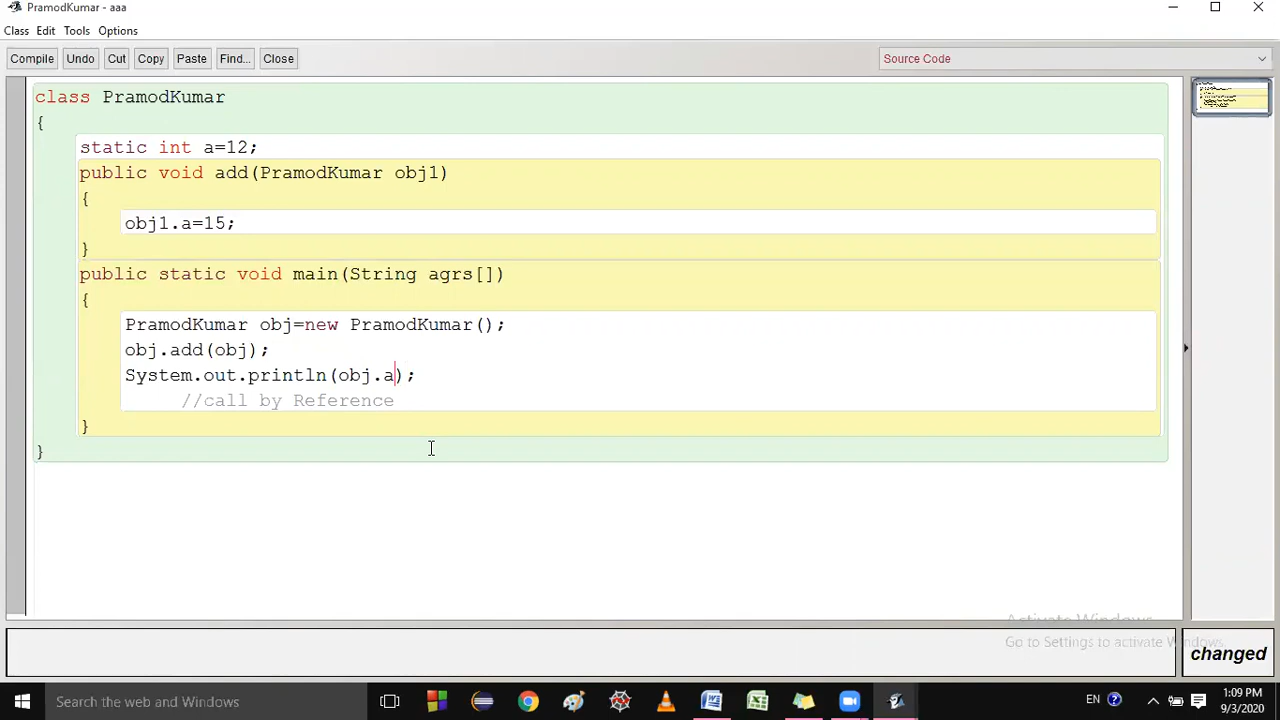 PramodKumar - aaa
Class Edit Tools Options
Compile Undo Cut Copy Paste Find... Close Source Code
class PramodKumar
{
static int a=12;
public void add(PramodKumar obj1)
{
obj1.a=15;
}
public static void main(String agrs[])
{
PramodKumar obj=new PramodKumar();
obj.add(obj);
System.out.println(obj.a);
//call by Reference
}
}
Activate Windows
Go to Settings to activate Windows.
changed
Search the web and Windows
EN
1:09 PM
9/3/2020